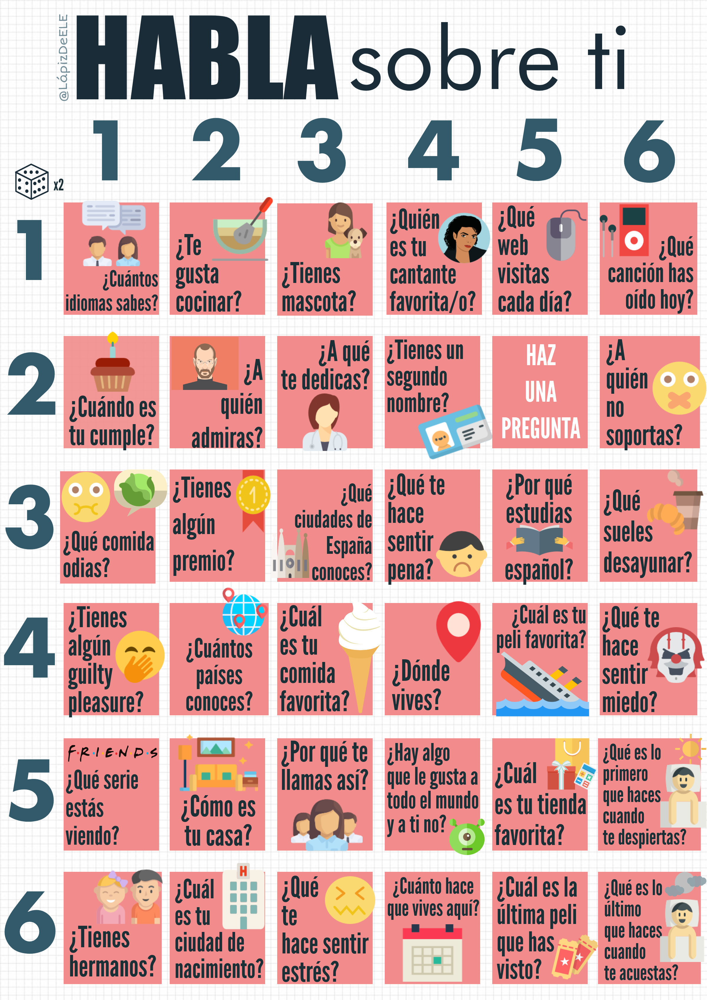 @LápizDeELE
HABLA sobre ti
1 2 3 4 5 6
x2
1
¿Cuántos
idiomas sabes?
¿Te
gusta
cocinar?
¿Tienes
mascota?
¿Quién
es tu
cantante
favorita/o?
¿Qué
web
visitas
cada día?
¿Qué
canción has
oído hoy?
2
¿Cuándo es
tu cumple?
¿A
quién
admiras?
¿A qué
te dedicas?
¿Tienes un
segundo
nombre?
HAZ
UNA
PREGUNTA
¿A
quién
no
soportas?
3
¿Qué comida
odias?
¿Tienes
algún
premio?
1
¿Qué
ciudades de
España
conoces?
¿Qué te
hace
sentir
pena?
¿Por qué
estudias
español?
¿Qué
sueles
desayunar?
4
¿Tienes
algún
guilty
pleasure?
¿Cuántos
países
conoces?
¿Cuál
es tu
comida
favorita?
¿Dónde
vives?
¿Cuál es tu
peli favorita?
¿Qué te
hace
sentir
miedo?
5
F·R·I·E·N·D·S
¿Qué serie
estás
viendo?
¿Cómo es
tu casa?
¿Por qué te
llamas así?
¿Hay algo
que le gusta a
todo el mundo
y a ti no?
¿Cuál
es tu tienda
favorita?
¿Qué es lo
primero
que haces
cuando
te despiertas?
6
¿Tienes
hermanos?
H
¿Cuál
es tu
ciudad de
nacimiento?
¿Qué
te
hace sentir
estrés?
¿Cuánto hace
que vives aquí?
¿Cuál es la
última peli
que has
visto?
¿Qué es lo
último
que haces
cuando
te acuestas?